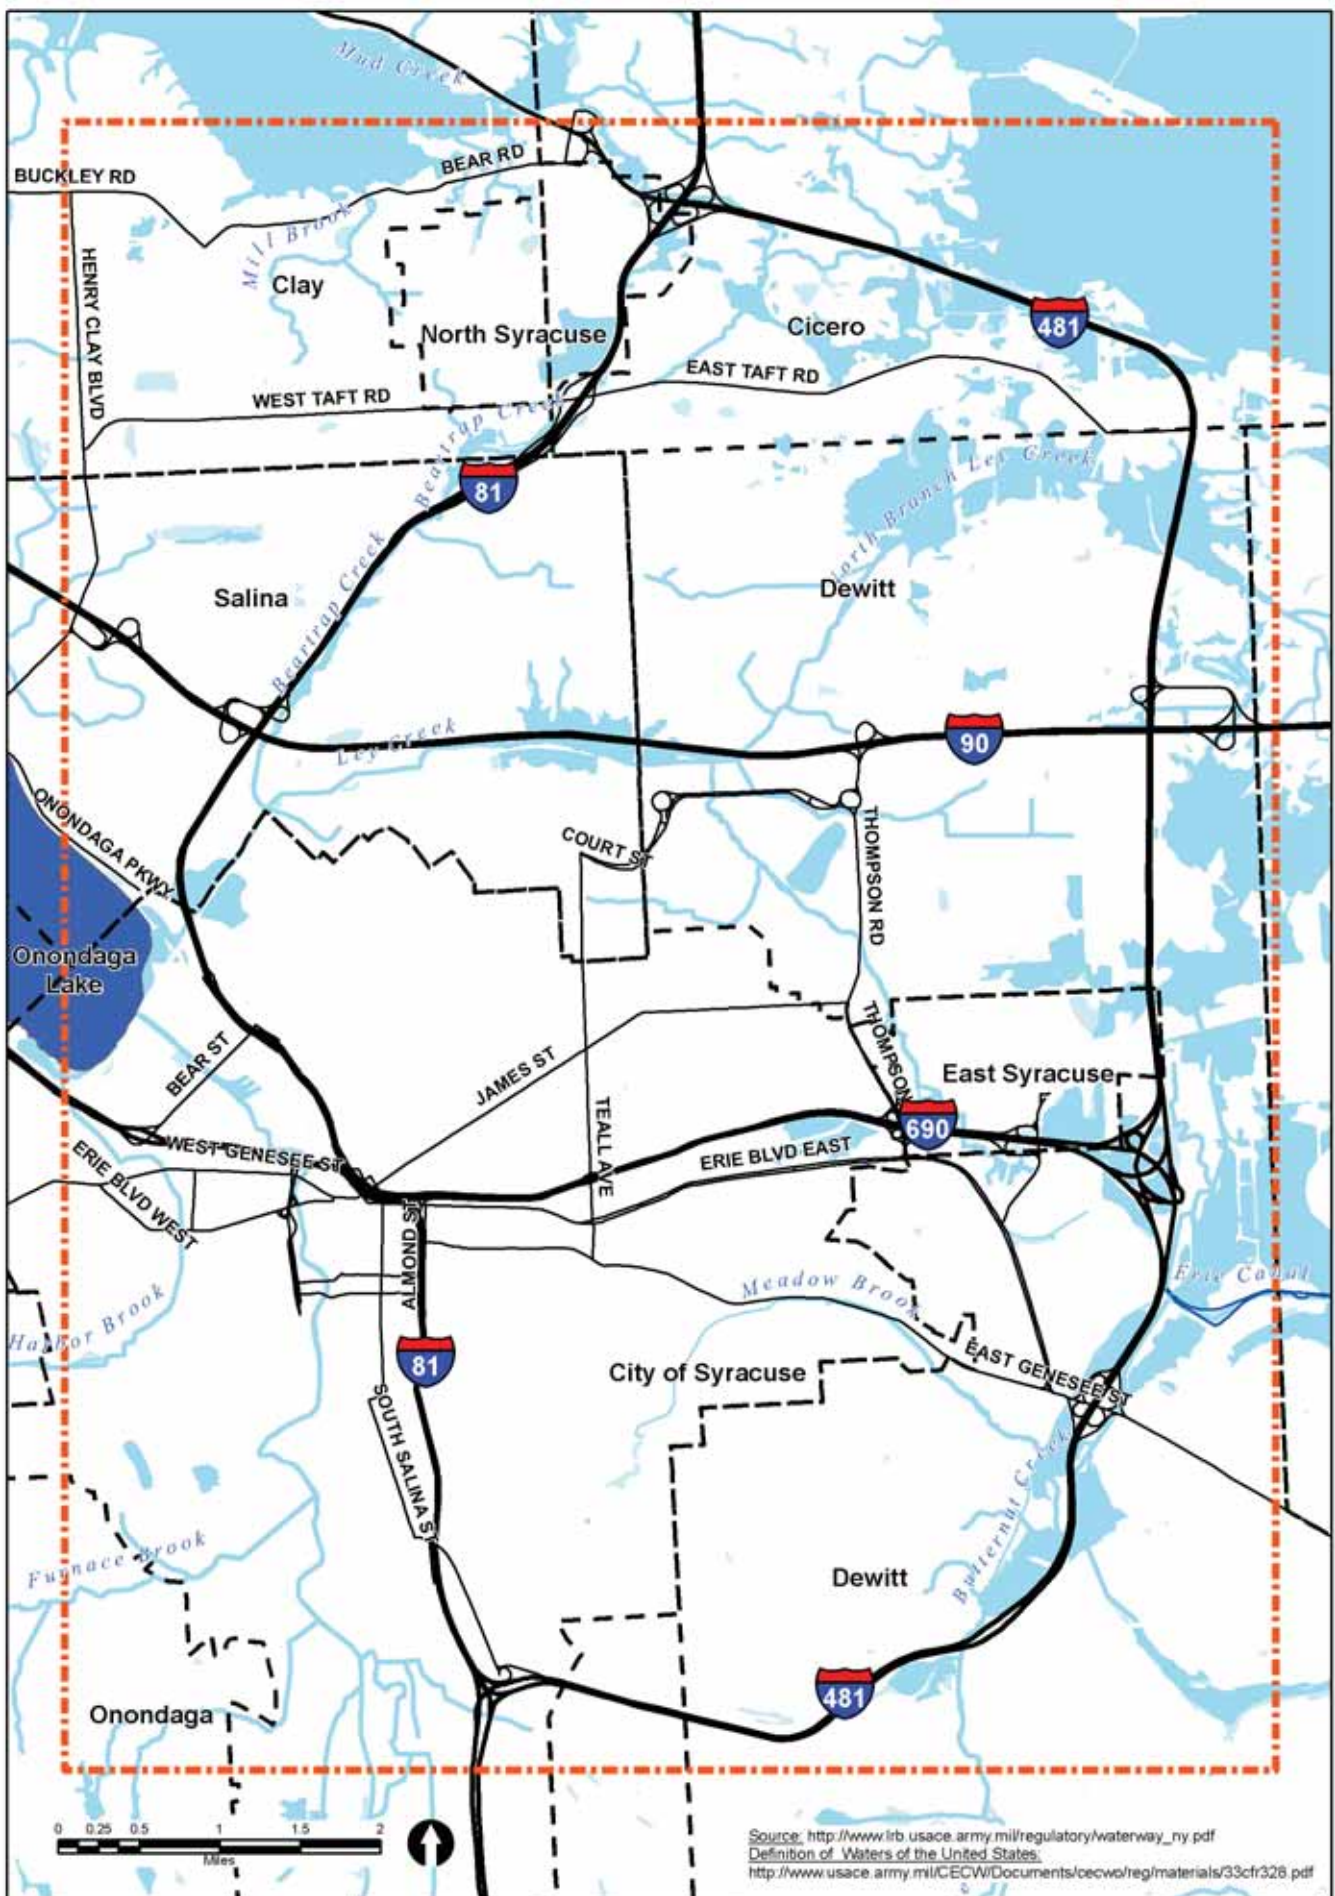 Mud Creek
BEAR RD
BUCKLEY RD
Mill Brook
HENRY CLAY BLVD
Clay
North Syracuse
Cicero
481
EAST TAFT RD
WEST TAFT RD
Beartrap Creek
81
North Branch Ley Creek
Beartrap Creek
Salina
Dewitt
Ley Creek
90
ONONDAGA PKWY
COURT ST
THOMPSON RD
Onondaga
Lake
THOMPSON
BEAR ST
JAMES ST
East Syracuse
TEALL AVE
690
WEST GENESEE ST
ERIE BLVD EAST
ERIE BLVD WEST
ALMOND ST
Erie Canal
Meadow Brook
Harbor Brook
81
City of Syracuse
EAST GENESEE ST
SOUTH SALINA ST
Butternut Creek
Furnace Brook
Dewitt
481
Onondaga
0 0.25 0.5 1 1.5 2
Miles
Source: http://www.lrb.usace.army.mil/regulatory/waterway_ny.pdf
Definition of Waters of the United States:
http://www.usace.army.mil/CECW/Documents/cecwo/reg/materials/33cfr328.pdf